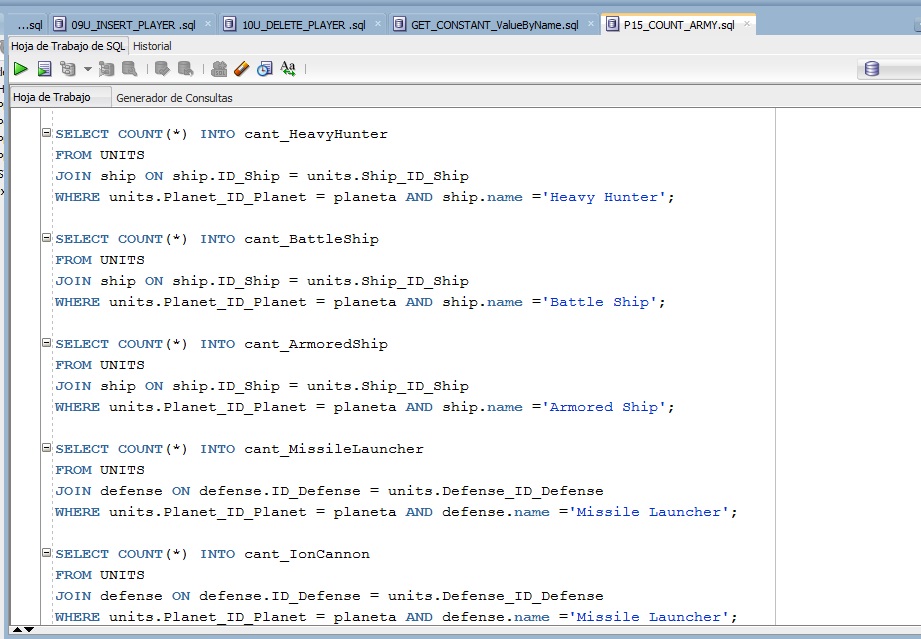 ...sql 09U_INSERT_PLAYER .sql 10U_DELETE_PLAYER .sql GET_CONSTANT_ValueByName.sql P15_COUNT_ARMY.sql
Hoja de Trabajo de SQL Historial
Hoja de Trabajo Generador de Consultas
SELECT COUNT(*) INTO cant_HeavyHunter
FROM UNITS
JOIN ship ON ship.ID_Ship = units.Ship_ID_Ship
WHERE units.Planet_ID_Planet = planeta AND ship.name ='Heavy Hunter';
SELECT COUNT(*) INTO cant_BattleShip
FROM UNITS
JOIN ship ON ship.ID_Ship = units.Ship_ID_Ship
WHERE units.Planet_ID_Planet = planeta AND ship.name ='Battle Ship';
SELECT COUNT(*) INTO cant_ArmoredShip
FROM UNITS
JOIN ship ON ship.ID_Ship = units.Ship_ID_Ship
WHERE units.Planet_ID_Planet = planeta AND ship.name ='Armored Ship';
SELECT COUNT(*) INTO cant_MissileLauncher
FROM UNITS
JOIN defense ON defense.ID_Defense = units.Defense_ID_Defense
WHERE units.Planet_ID_Planet = planeta AND defense.name ='Missile Launcher';
SELECT COUNT(*) INTO cant_IonCannon
FROM UNITS
JOIN defense ON defense.ID_Defense = units.Defense_ID_Defense
WHERE units.Planet_ID_Planet = planeta AND defense.name ='Missile Launcher';